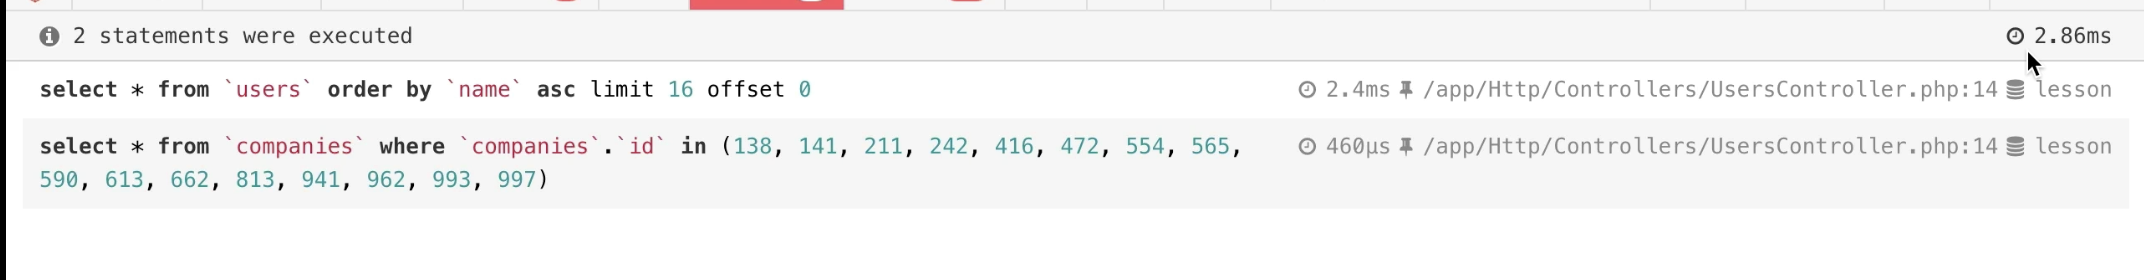 2 statements were executed 2.86ms
select * from `users` order by `name` asc limit 16 offset 0 2.4ms /app/Http/Controllers/UsersController.php:14 lesson
select * from `companies` where `companies`.`id` in (138, 141, 211, 242, 416, 472, 554, 565, 460μs /app/Http/Controllers/UsersController.php:14 lesson
590, 613, 662, 813, 941, 962, 993, 997)